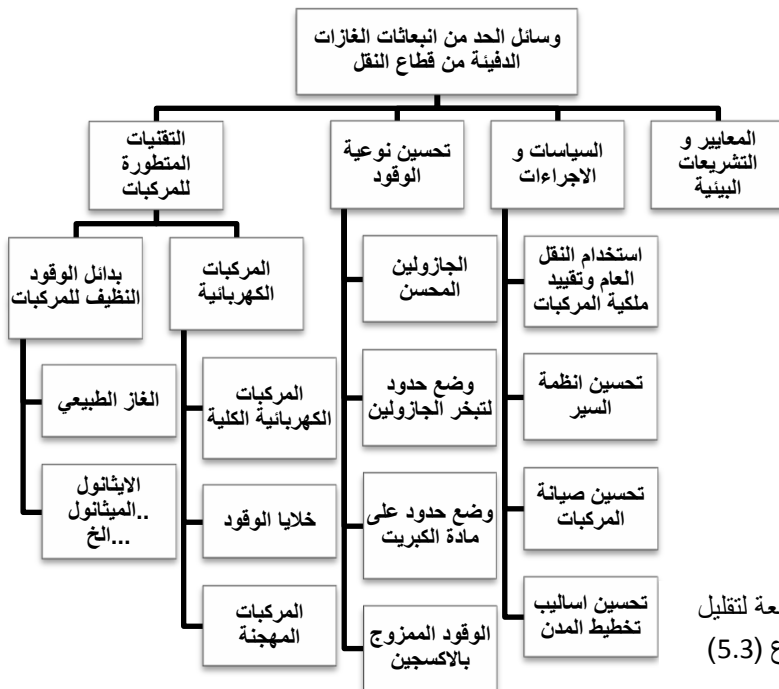 وسائل الحد من انبعاثات الغازات
الدفيئة من قطاع النقل
المعايير و
التشريعات
البيئية
السياسات و
الاجراءات
استخدام النقل
العام وتقييد
ملكية المركبات
تحسين انظمة
السير
تحسين صيانة
المركبات
تحسين اساليب
تخطيط المدن
تحسين نوعية
الوقود
الجازولين
المحسن
وضع حدود
لتبخر الجازولين
وضع حدود على
مادة الكبريت
الوقود الممزوج
بالاكسجين
التقنيات
المتطورة
للمركبات
المركبات
الكهربائية
المركبات
الكهربائية الكلية
خلايا الوقود
المركبات
المهجنة
بدائل الوقود
النظيف للمركبات
الغاز الطبيعي
الايثانول
..الميثانول
...الخ
لتقليل
(5.3)